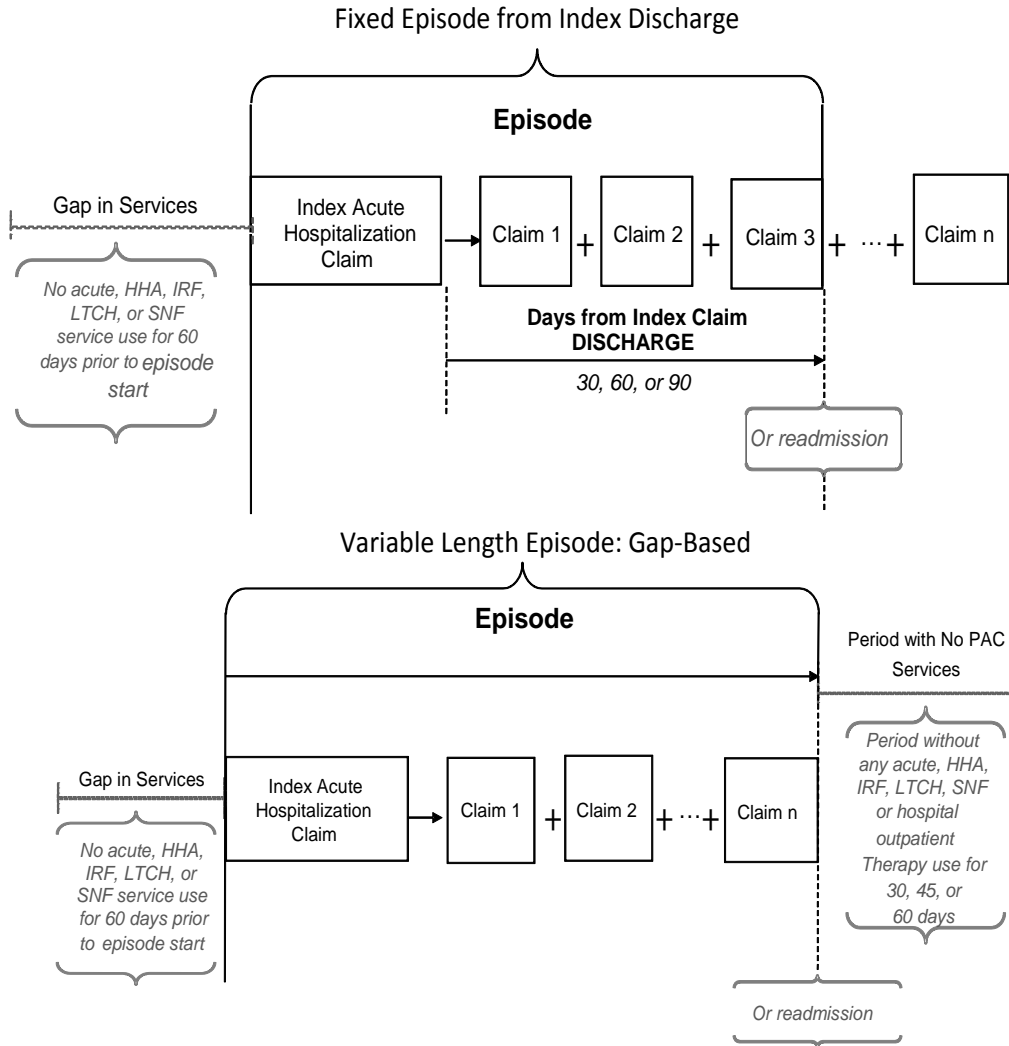 Fixed Episode from Index Discharge
Episode
Gap in Services
No acute, HHA, IRF,
LTCH, or SNF
service use for 60
days prior to episode
start
Index Acute
Hospitalization
Claim
Claim 1
+
Claim 2
+
Claim 3
+ ... +
Claim n
Days from Index Claim
DISCHARGE
30, 60, or 90
Or readmission
Variable Length Episode: Gap-Based
Episode
Period with No PAC
Services
Gap in Services
No acute, HHA,
IRF, LTCH, or
SNF service use
for 60 days prior
to episode start
Index Acute
Hospitalization
Claim
Claim 1
+
Claim 2
+ ... +
Claim n
Period without
any acute, HHA,
IRF, LTCH, SNF
or hospital
outpatient
Therapy use for
30, 45, or
60 days
Or readmission